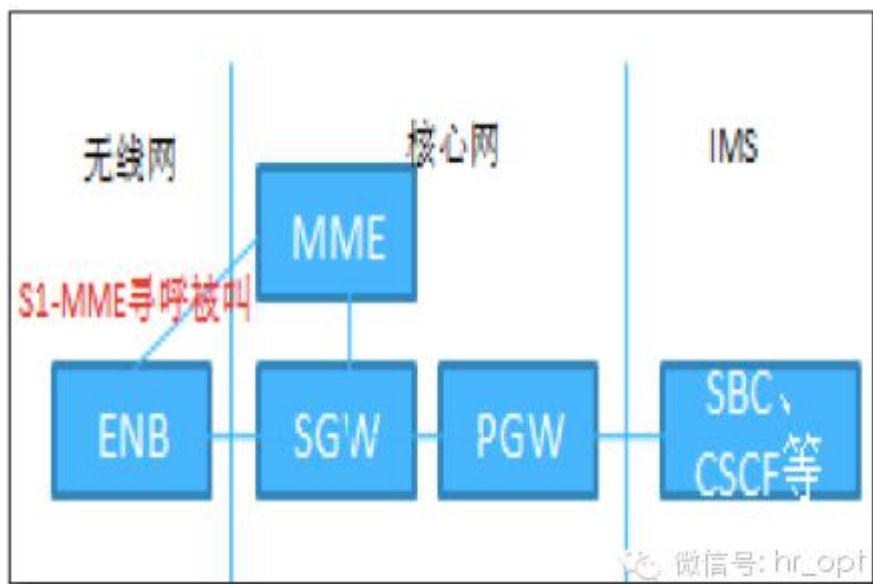 无线网
核心网
IMS
MME
S1-MME寻呼被叫
ENB
SGW
PGW
SBC、
CSCF等
微信号: hr_opt